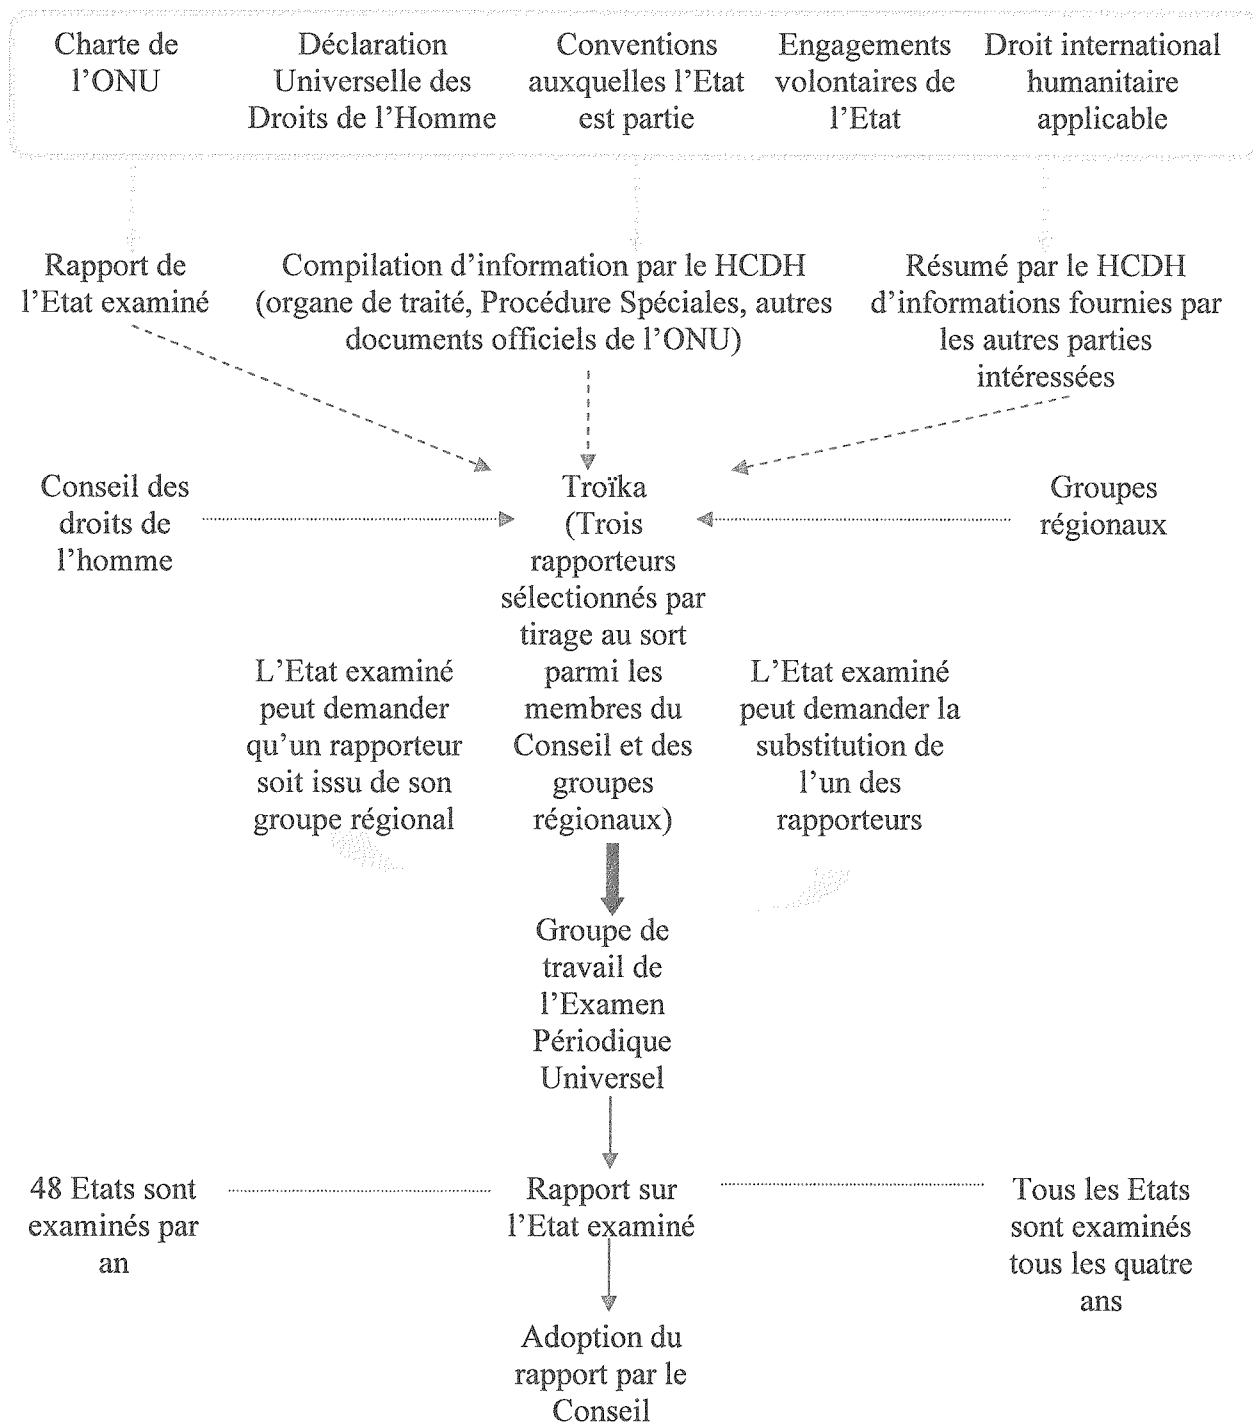 Charte de
l'ONU
Déclaration
Universelle des
Droits de l'Homme
Conventions
auxquelles l'Etat
est partie
Engagements
volontaires de
l'Etat
Droit international
humanitaire
applicable
Rapport de
l'Etat examiné
Compilation d'information par le HCDH
(organe de traité, Procédure Spéciales, autres
documents officiels de l'ONU)
Résumé par le HCDH
d'informations fournies par
les autres parties
intéressées
Conseil des
droits de
l'homme
Troïka
(Trois
rapporteurs
sélectionnés par
tirage au sort
parmi les
membres du
Conseil et des
groupes
régionaux)
Groupes
régionaux
L'Etat examiné
peut demander
qu'un rapporteur
soit issu de son
groupe régional
L'Etat examiné
peut demander la
substitution de
l'un des
rapporteurs
Groupe de
travail de
l'Examen
Périodique
Universel
48 Etats sont
examinés par
an
Rapport sur
l'Etat examiné
Tous les Etats
sont examinés
tous les quatre
ans
Adoption du
rapport par le
Conseil